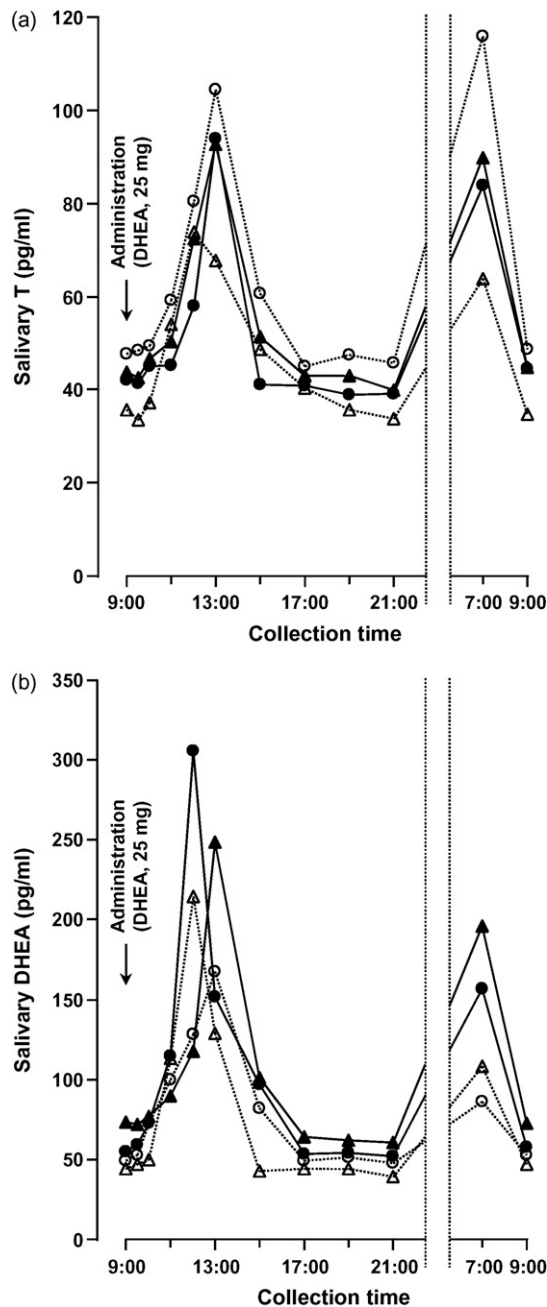 (a)
120
100
80
60
40
20
0
Salivary T (pg/ml)
Administration
(DHEA, 25 mg)
9:00 13:00 17:00 21:00 7:00 9:00
Collection time
(b)
350
300
250
200
150
100
50
0
Salivary DHEA (pg/ml)
Administration
(DHEA, 25 mg)
9:00 13:00 17:00 21:00 7:00 9:00
Collection time